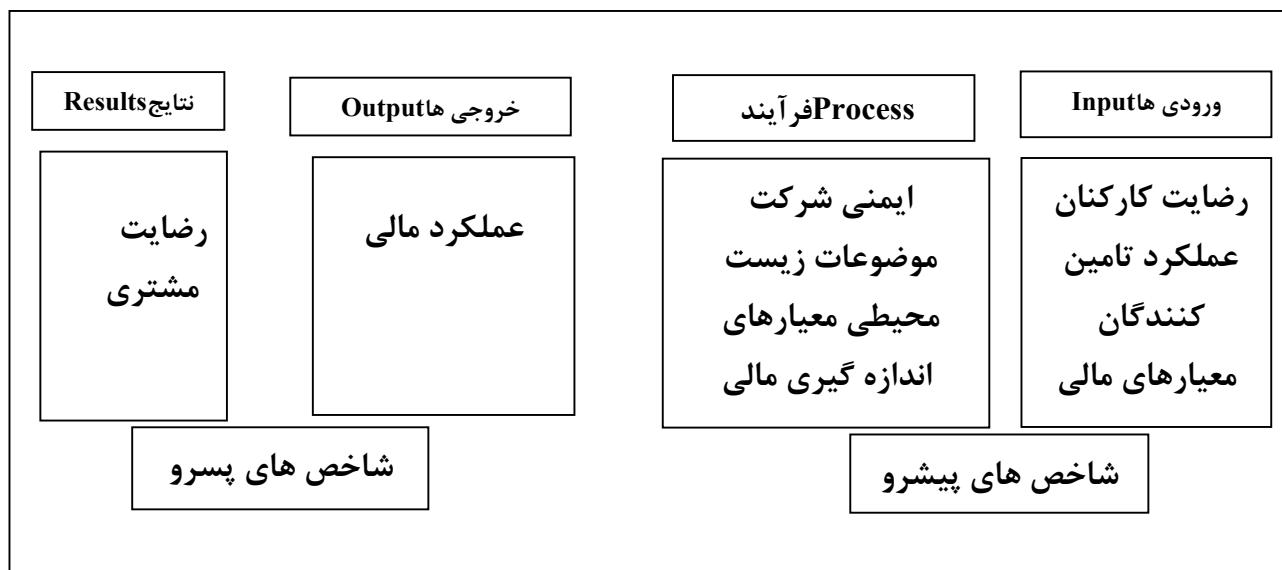 ورودی هاInput
رضایت کارکنان
عملکرد تامین
کنندگان
معیارهای مالی
Processفرآیند
ایمنی شرکت
موضوعات زیست
محیطی معیارهای
اندازه گیری مالی
شاخص های پیشرو
خروجی هاOutput
عملکرد مالی
نتایجResults
رضایت
مشتری
شاخص های پسرو